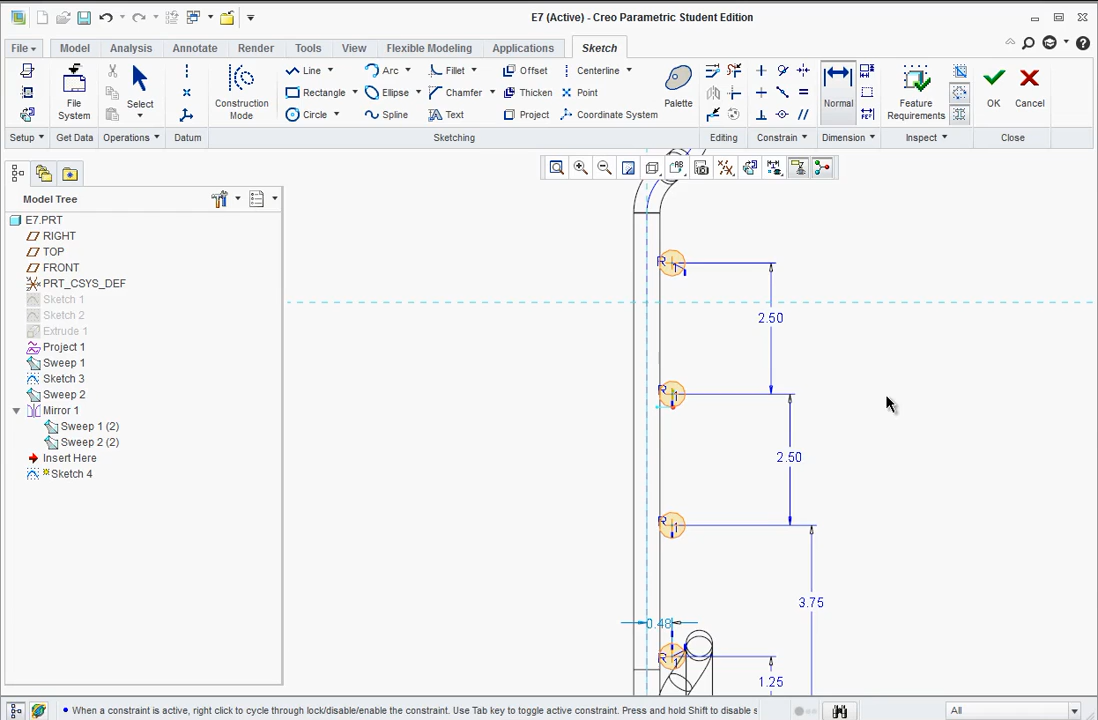 E7 (Active) - Creo Parametric Student Edition
File
Model
Analysis
Annotate
Render
Tools
View
Flexible Modeling
Applications
Sketch
File System
Select
Construction Mode
Line
Arc
Fillet
Offset
Centerline
Rectangle
Ellipse
Chamfer
Thicken
Point
Circle
Spline
Text
Project
Coordinate System
Palette
Normal
Feature Requirements
OK
Cancel
Setup
Get Data
Operations
Datum
Sketching
Editing
Constrain
Dimension
Inspect
Close
Model Tree
E7.PRT
RIGHT
TOP
FRONT
PRT_CSYS_DEF
Sketch 1
Sketch 2
Extrude 1
Project 1
Sweep 1
Sketch 3
Sweep 2
Mirror 1
Sweep 1 (2)
Sweep 2 (2)
Insert Here
Sketch 4
R 1
2.50
R 1
2.50
R 1
3.75
0.48
R 1
1.25
When a constraint is active, right click to cycle through lock/disable/enable the constraint. Use Tab key to toggle active constraint. Press and hold Shift to disable s
All